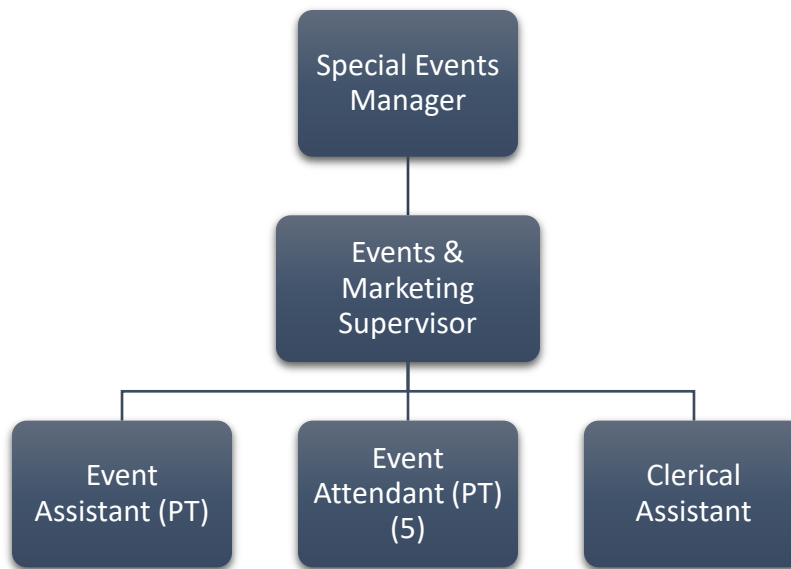 Special Events
Manager
Events &
Marketing
Supervisor
Event
Assistant (PT)
Event
Attendant (PT)
(5)
Clerical
Assistant